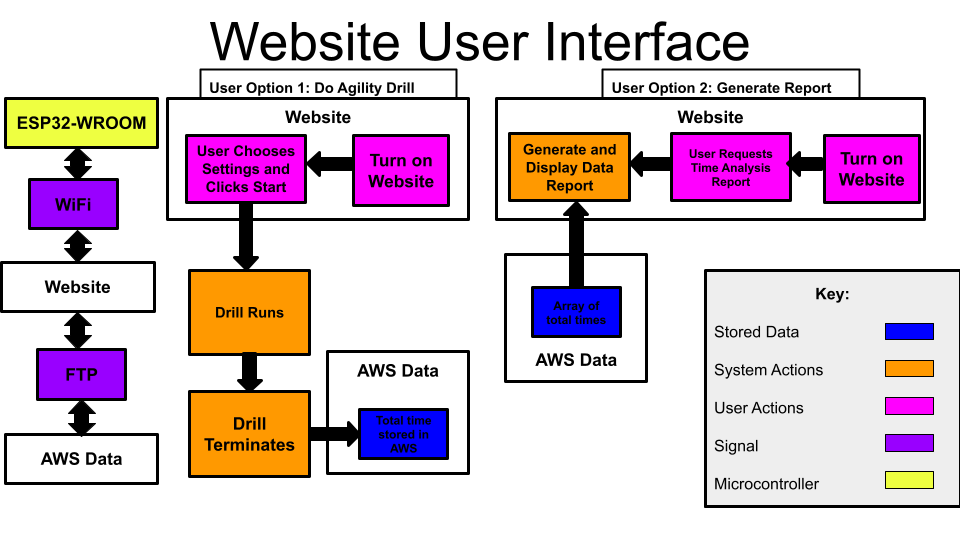 Website User Interface
ESP32-WROOM
WiFi
Website
FTP
AWS Data
User Option 1: Do Agility Drill
Website
User Chooses
Settings and
Clicks Start
Turn on
Website
Drill Runs
Drill
Terminates
AWS Data
Total time
stored in
AWS
User Option 2: Generate Report
Website
Generate and
Display Data
Report
User Requests
Time Analysis
Report
Turn on
Website
Array of
total times
AWS Data
Key:
Stored Data
System Actions
User Actions
Signal
Microcontroller